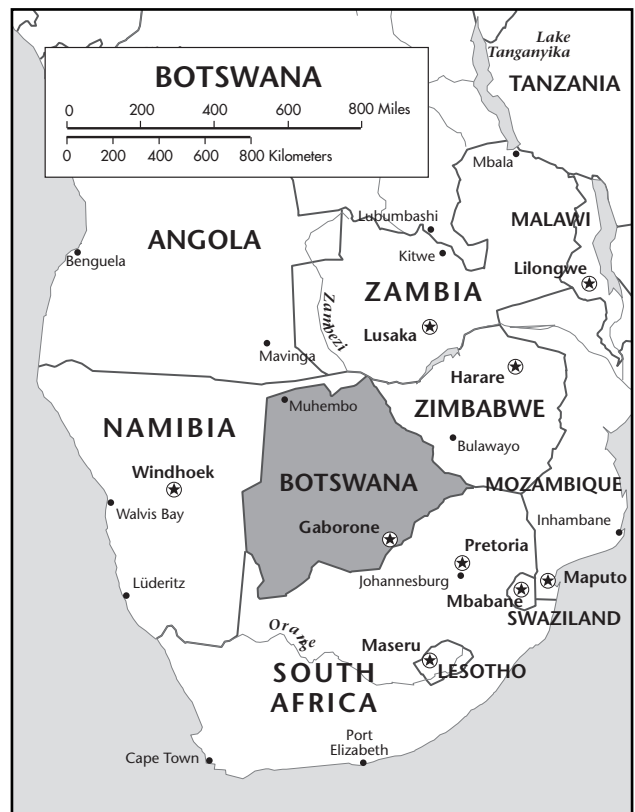 Lake
Tanganyika
TANZANIA
BOTSWANA
0 200 400 600 800 Miles
0 200 400 600 800 Kilometers
Mbala
Lubumbashi
MALAWI
ANGOLA
Benguela
Kitwe
Lilongwe
ZAMBIA
Zambezi
Lusaka
Mavinga
Harare
Muhembo
ZIMBABWE
NAMIBIA
Bulawayo
Windhoek
BOTSWANA
MOZAMBIQUE
Walvis Bay
Gaborone
Inhambane
Pretoria
Lüderitz
Johannesburg
Maputo
Mbabane
SWAZILAND
Orange
Maseru
LESOTHO
SOUTH
AFRICA
Port
Elizabeth
Cape Town